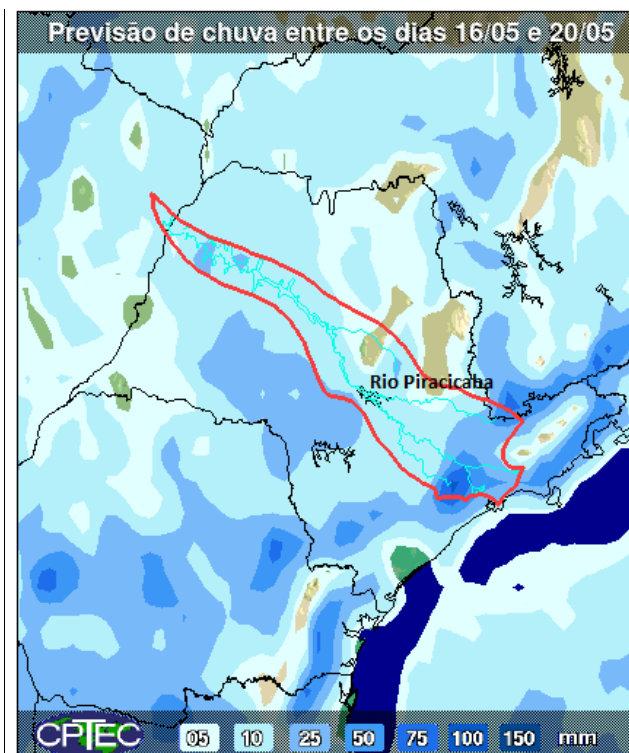 Previsão de chuva entre os dias 16/05 e 20/05
Rio Piracicaba
CPTEC 05 10 25 50 75 100 150 mm